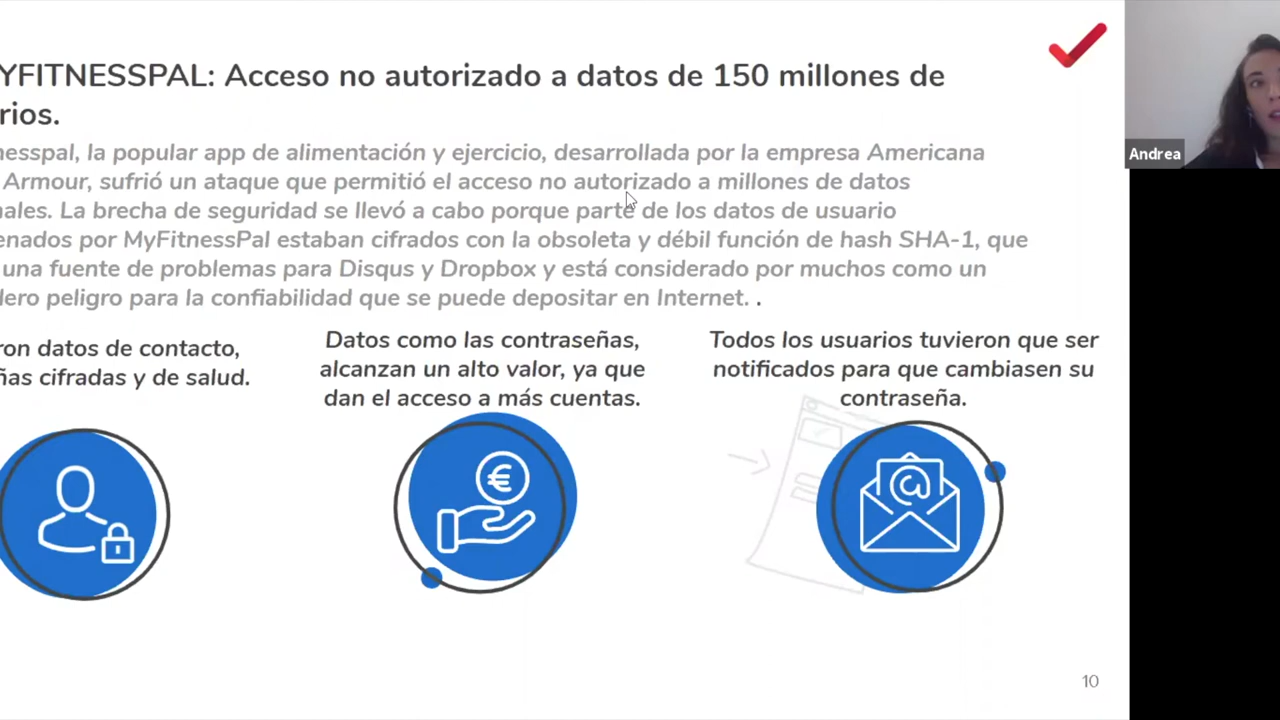 YFITNESSPAL: Acceso no autorizado a datos de 150 millones de
rios.
nesspal, la popular app de alimentación y ejercicio, desarrollada por la empresa Americana
Armour, sufrió un ataque que permitió el acceso no autorizado a millones de datos
nales. La brecha de seguridad se llevó a cabo porque parte de los datos de usuario
enados por MyFitnessPal estaban cifrados con la obsoleta y débil función de hash SHA-1, que
una fuente de problemas para Disqus y Dropbox y está considerado por muchos como un
dero peligro para la confiabilidad que se puede depositar en Internet. .
ron datos de contacto,
ñas cifradas y de salud.
Datos como las contraseñas,
alcanzan un alto valor, ya que
dan el acceso a más cuentas.
Todos los usuarios tuvieron que ser
notificados para que cambiasen su
contraseña.
10
Andrea